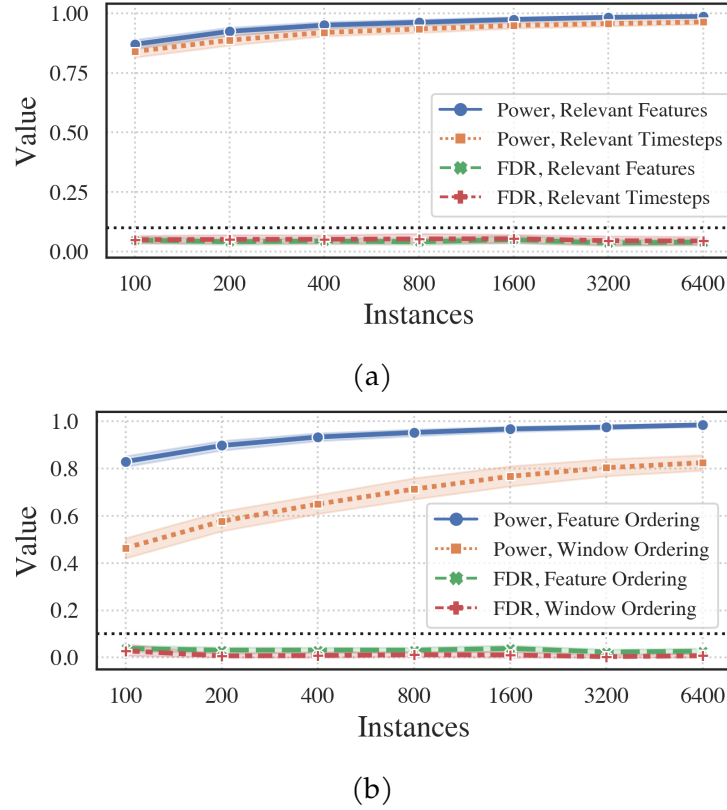 1.00
0.75
0.50
0.25
0.00
Value
Power, Relevant Features
Power, Relevant Timesteps
FDR, Relevant Features
FDR, Relevant Timesteps
100 200 400 800 1600 3200 6400
Instances
(a)
1.0
0.8
0.6
0.4
0.2
0.0
Value
Power, Feature Ordering
Power, Window Ordering
FDR, Feature Ordering
FDR, Window Ordering
100 200 400 800 1600 3200 6400
Instances
(b)